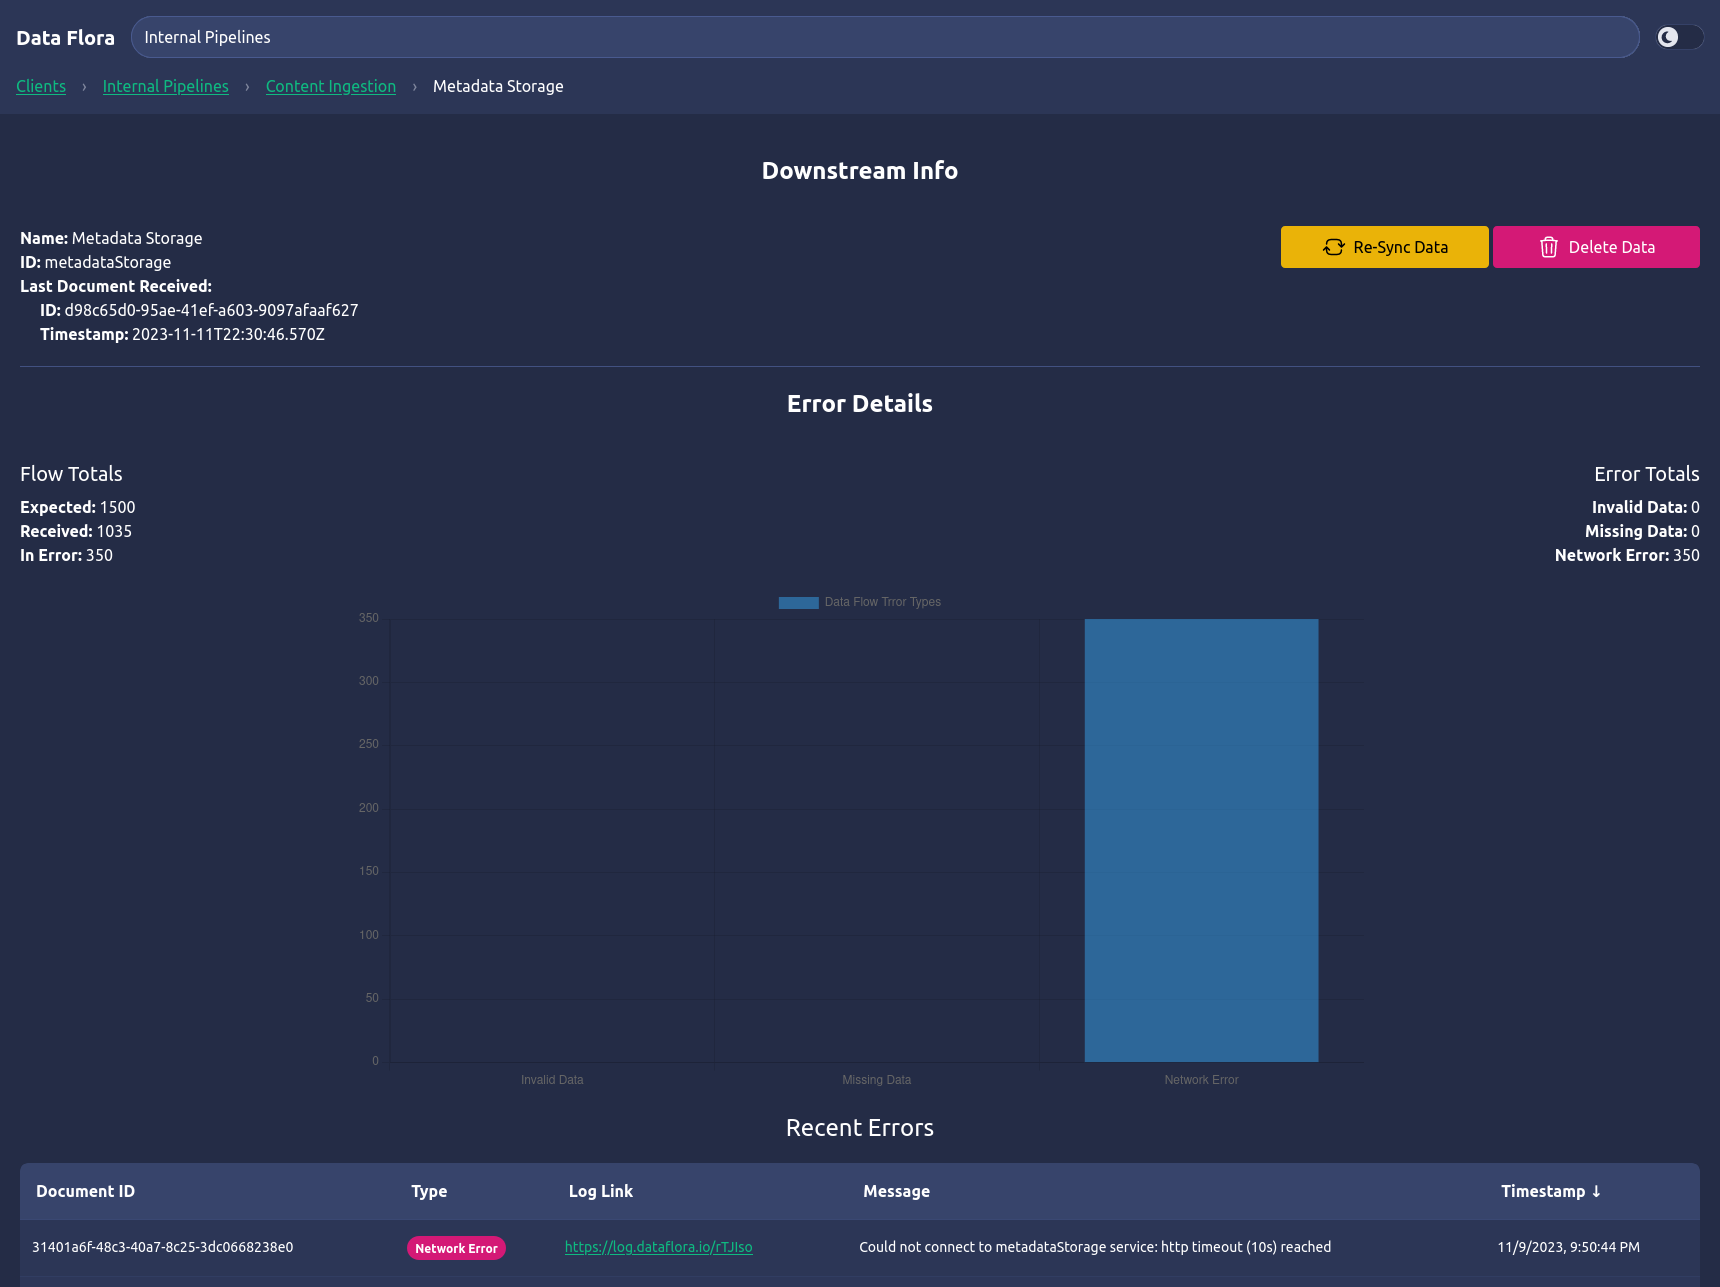 Data Flora
Internal Pipelines
Clients › Internal Pipelines › Content Ingestion › Metadata Storage
Downstream Info
Name: Metadata Storage
ID: metadataStorage
Last Document Received:
ID: d98c65d0-95ae-41ef-a603-9097afaaf627
Timestamp: 2023-11-11T22:30:46.570Z
Re-Sync Data
Delete Data
Error Details
Flow Totals
Expected: 1500
Received: 1035
In Error: 350
Error Totals
Invalid Data: 0
Missing Data: 0
Network Error: 350
Data Flow Trror Types
350
300
250
200
150
100
50
0
Invalid Data
Missing Data
Network Error
Recent Errors
Document ID Type Log Link Message Timestamp ↓
31401a6f-48c3-40a7-8c25-3dc0668238e0 Network Error https://log.dataflora.io/rTJIso Could not connect to metadataStorage service: http timeout (10s) reached 11/9/2023, 9:50:44 PM